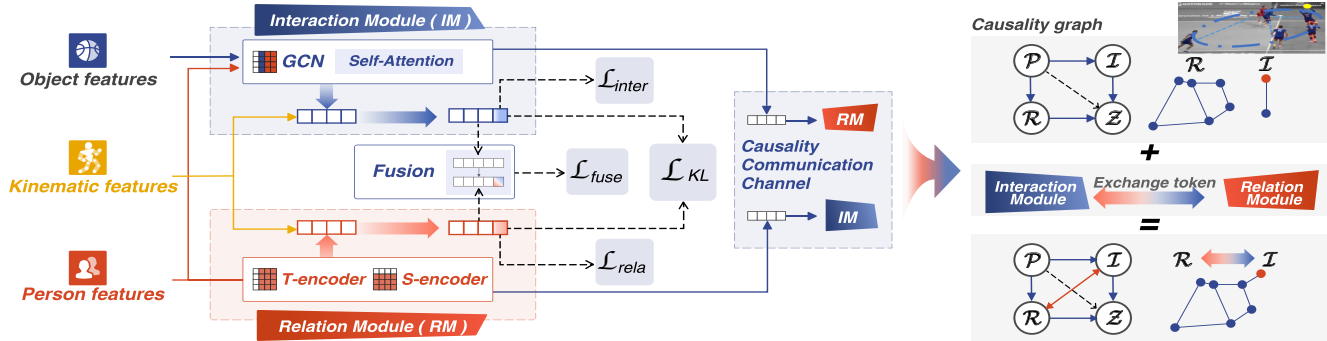 Object features
Kinematic features
Person features
Interaction Module ( IM )
GCN
Self-Attention
Fusion
T-encoder
S-encoder
Relation Module ( RM )
ℒinter
ℒfuse
ℒrela
ℒKL
RM
Causality
Communication
Channel
IM
Causality graph
𝒫 ℐ
ℛ 𝒵
ℛ ℐ
+
Interaction
Module
Exchange token
Relation
Module
=
𝒫 ℐ
ℛ 𝒵
ℛ ℐ